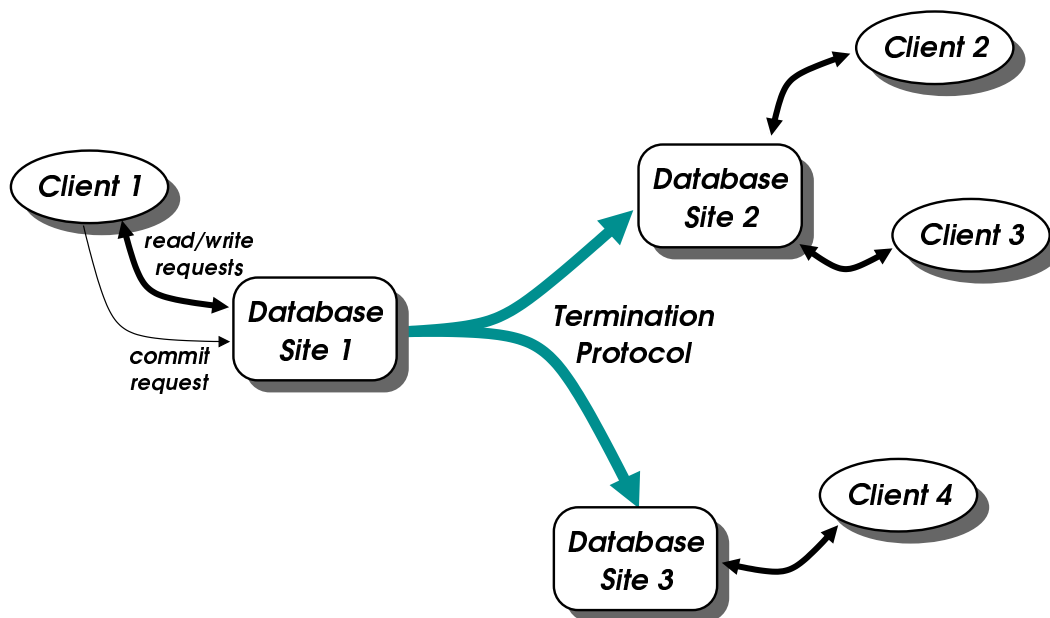 Client 2
Client 1
Database
Site 2
Client 3
read/write
requests
Database
Site 1
Termination
Protocol
commit
request
Client 4
Database
Site 3